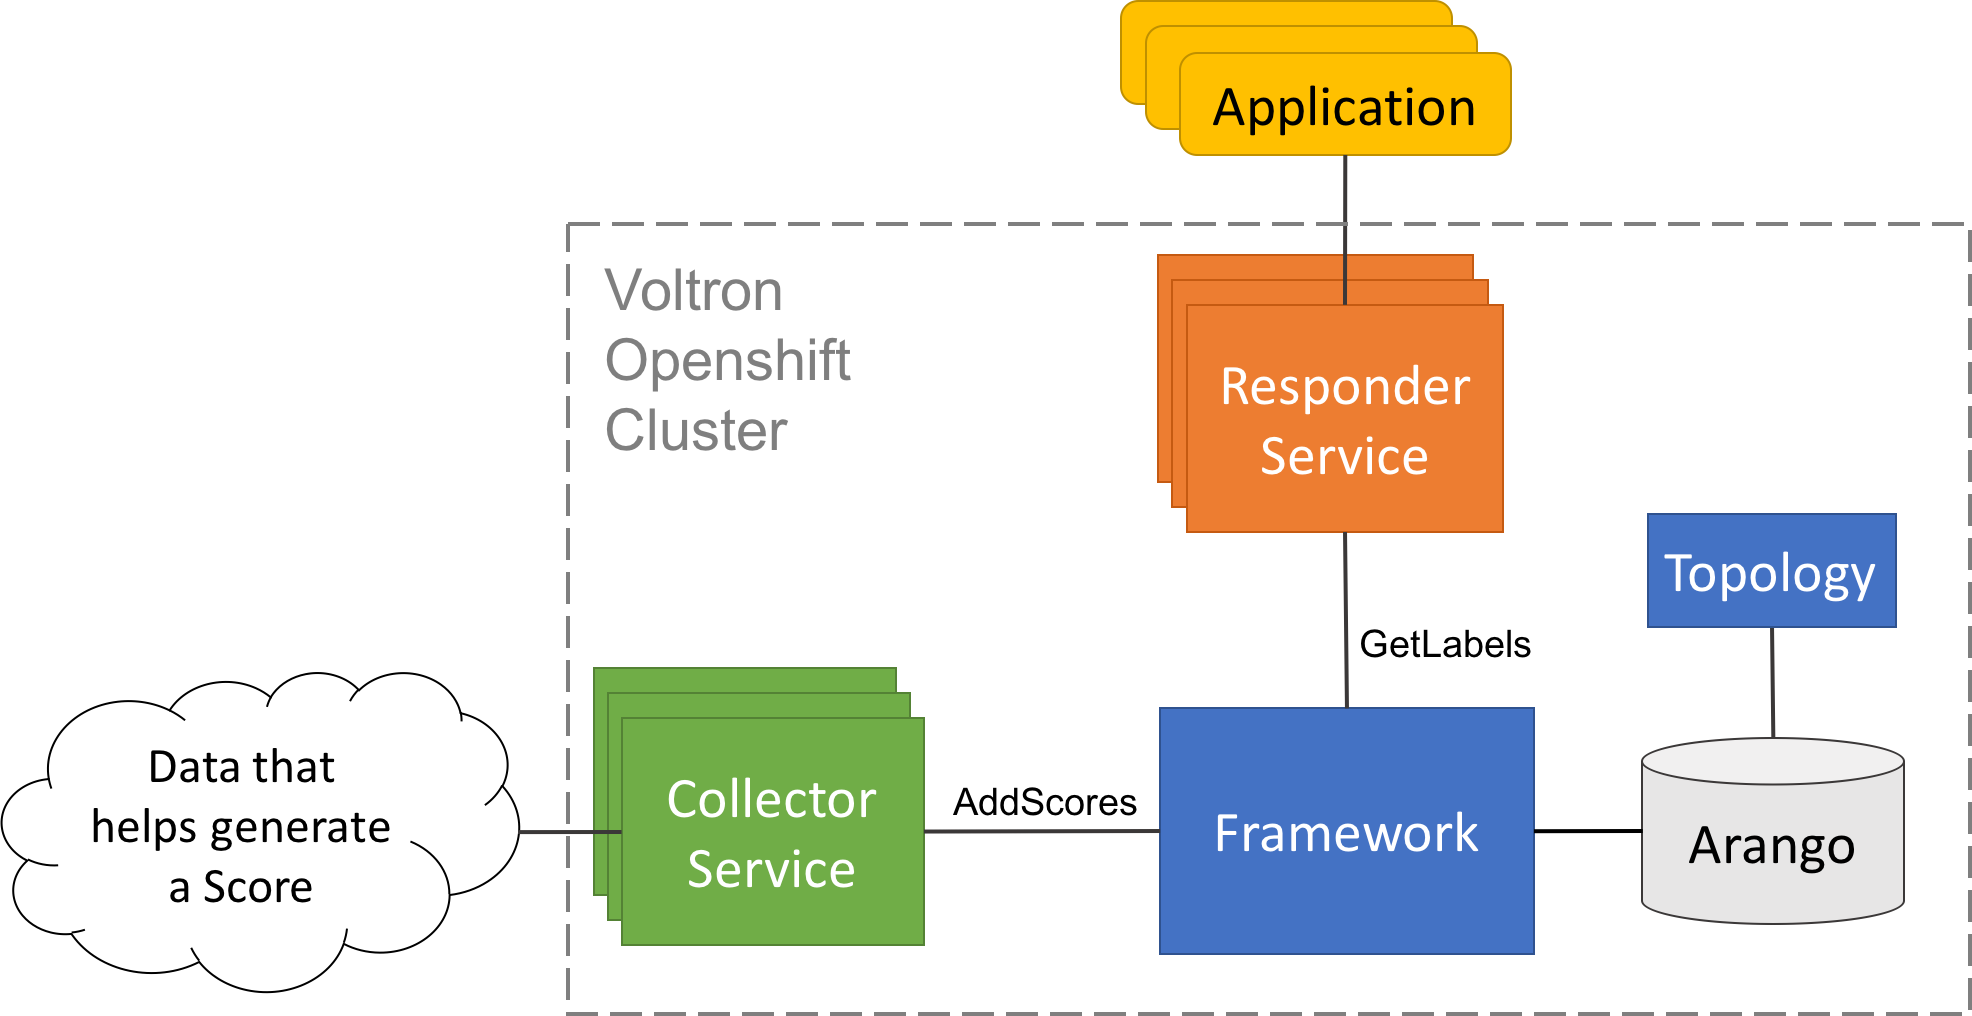 Application
Voltron
Openshift
Cluster
Responder
Service
Topology
GetLabels
Data that
helps generate
a Score
Collector
Service
AddScores
Framework
Arango